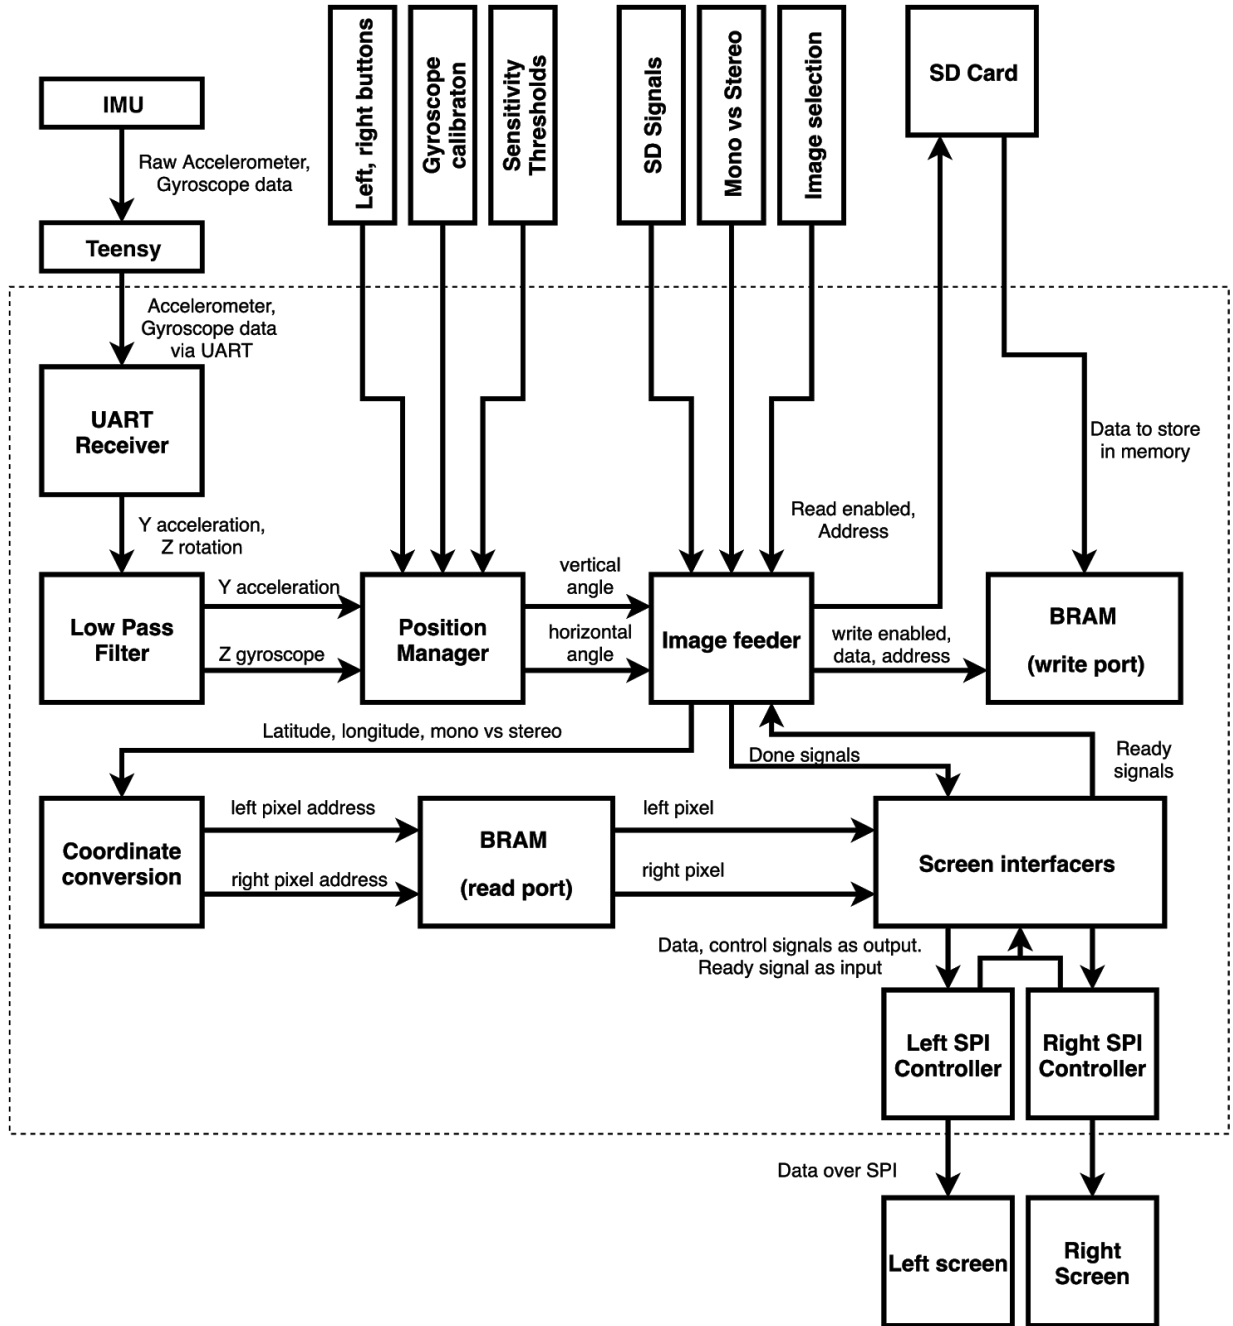 Left, right buttons
Gyroscope
calibraton
Sensitivity
Thresholds
SD Signals
Mono vs Stereo
Image selection
SD Card
IMU
Raw Accelerometer,
Gyroscope data
Teensy
Accelerometer,
Gyroscope data
via UART
UART
Receiver
Data to store
in memory
Y acceleration,
Z rotation
Read enabled,
Address
Low Pass
Filter
Y acceleration
Z gyroscope
Position
Manager
vertical
angle
horizontal
angle
Image feeder
write enabled,
data, address
BRAM
(write port)
Latitude, longitude, mono vs stereo
Done signals
Ready
signals
Coordinate
conversion
left pixel address
right pixel address
BRAM
(read port)
left pixel
right pixel
Screen interfacers
Data, control signals as output.
Ready signal as input
Left SPI
Controller
Right SPI
Controller
Data over SPI
Left screen
Right
Screen